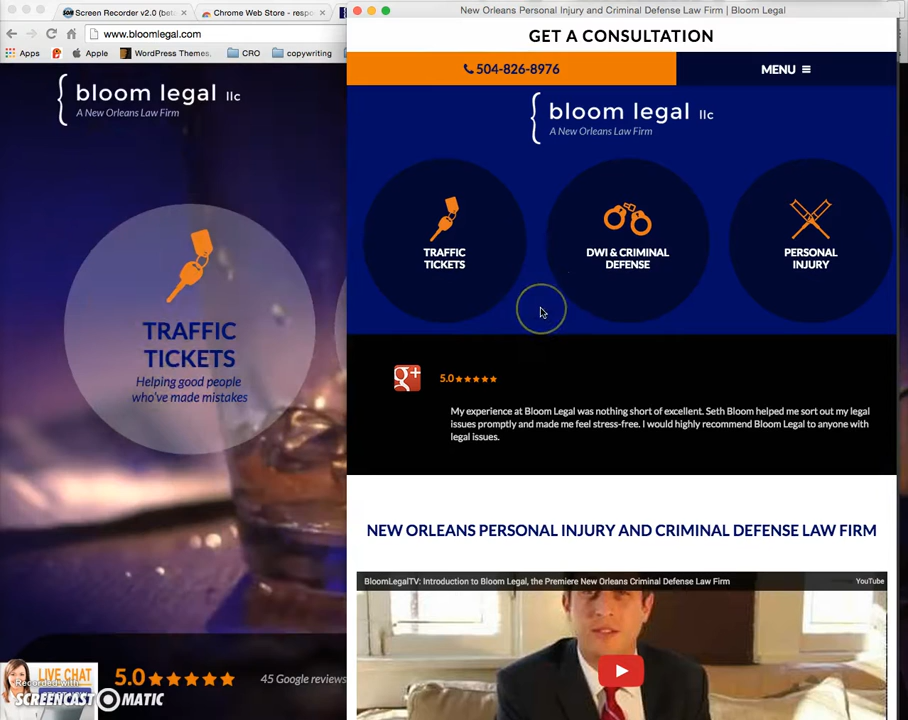 Screen Recorder v2.0 (beta
Chrome Web Store - respo
www.bloomlegal.com
Apps
Apple
WordPress Themes,
CRO
copywriting
bloom legal llc
A New Orleans Law Firm
TRAFFIC
TICKETS
Helping good people
who've made mistakes
LIVE CHAT
Recorded with
SCREENCAST MATIC
5.0
45 Google reviews
New Orleans Personal Injury and Criminal Defense Law Firm | Bloom Legal
GET A CONSULTATION
504-826-8976
MENU
bloom legal llc
A New Orleans Law Firm
TRAFFIC
TICKETS
DWI & CRIMINAL
DEFENSE
PERSONAL
INJURY
g+
5.0
My experience at Bloom Legal was nothing short of excellent. Seth Bloom helped me sort out my legal
issues promptly and made me feel stress-free. I would highly recommend Bloom Legal to anyone with
legal issues.
NEW ORLEANS PERSONAL INJURY AND CRIMINAL DEFENSE LAW FIRM
BloomLegalTV: Introduction to Bloom Legal, the Premiere New Orleans Criminal Defense Law Firm
YouTube